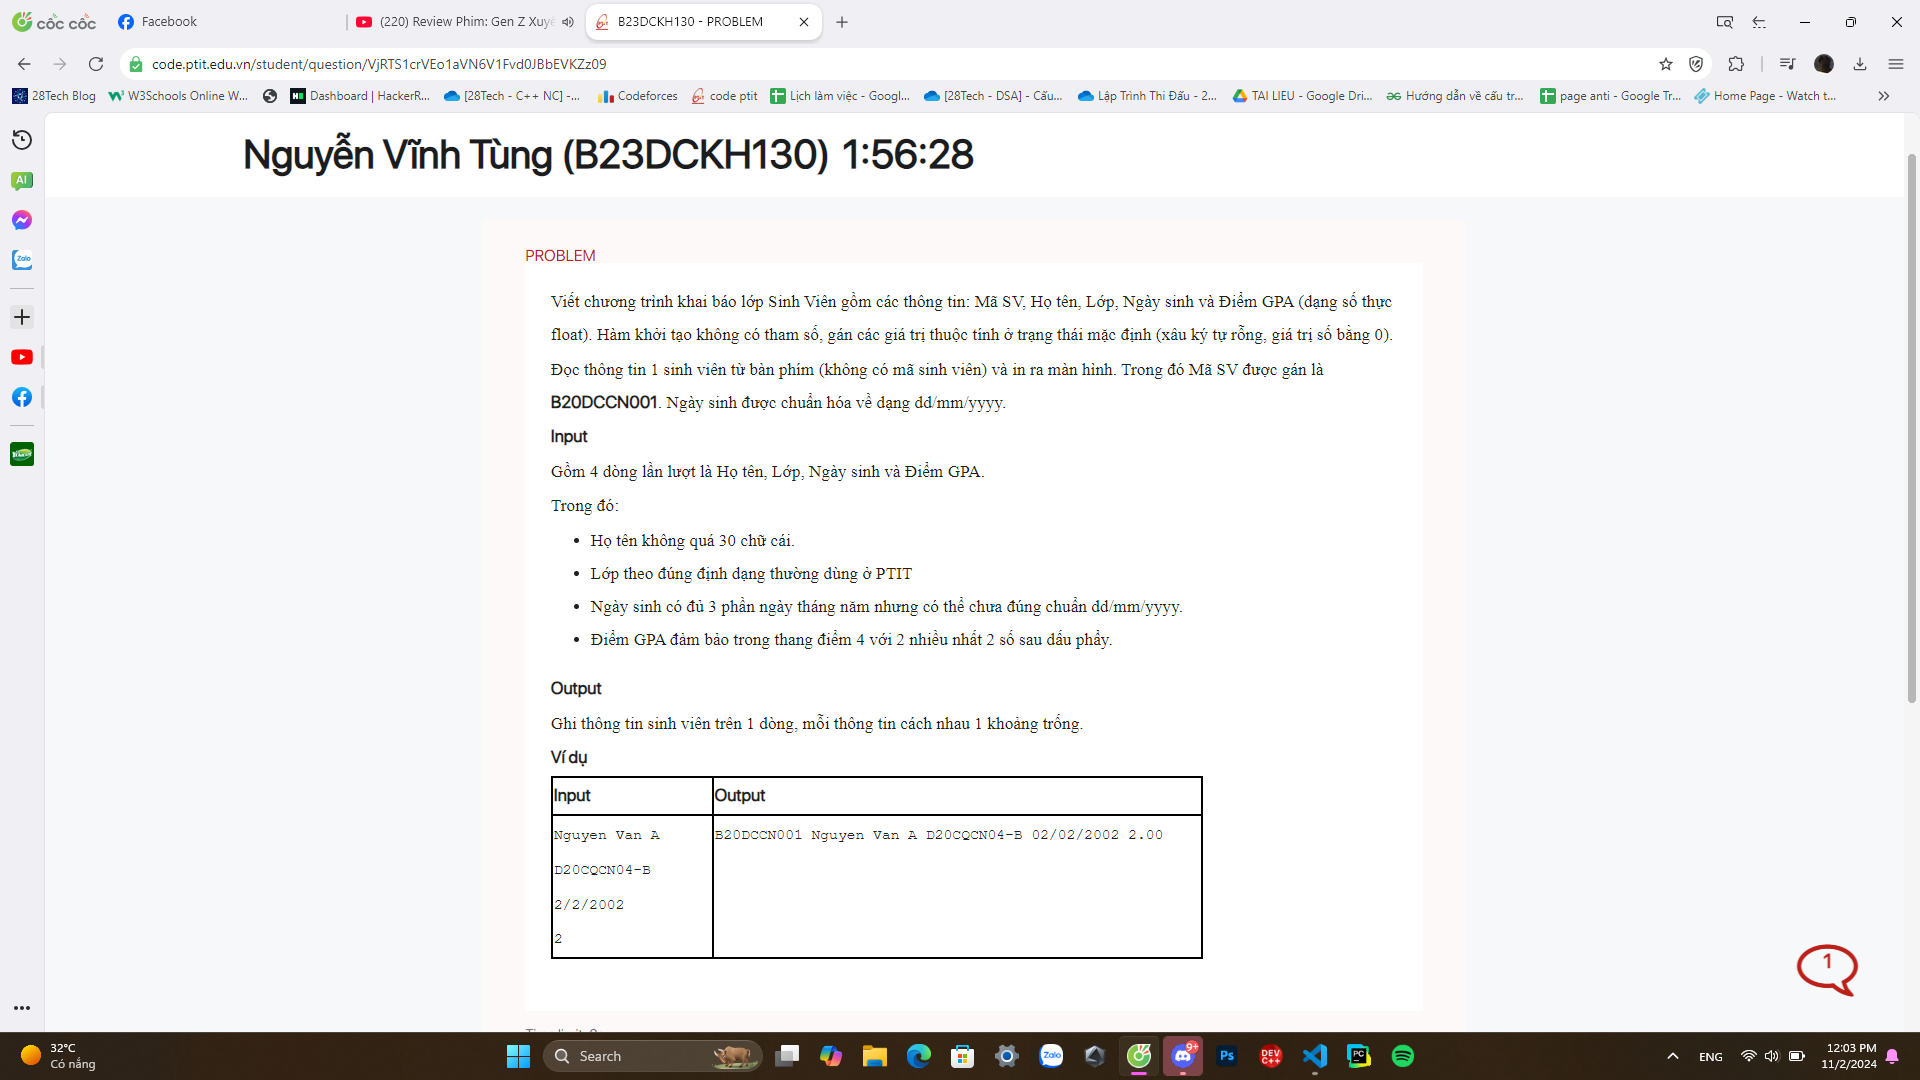 cốc cốc
Facebook
(220) Review Phim: Gen Z Xuyê
B23DCKH130 - PROBLEM
code.ptit.edu.vn/student/question/VjRTS1crVEo1aVN6V1Fvd0JBbEVKZz09
28Tech Blog
W3Schools Online W...
Dashboard | HackerR...
[28Tech - C++ NC] -...
Codeforces
code ptit
Lịch làm việc - Googl...
[28Tech - DSA] - Cấu...
Lập Trình Thi Đấu - 2...
TAI LIEU - Google Dri...
Hướng dẫn về cấu tr...
page anti - Google Tr...
Home Page - Watch t...
AI
Zalo
Nguyễn Vĩnh Tùng (B23DCKH130) 1:56:28
PROBLEM
Viết chương trình khai báo lớp Sinh Viên gồm các thông tin: Mã SV, Họ tên, Lớp, Ngày sinh và Điểm GPA (dạng số thực
float). Hàm khởi tạo không có tham số, gán các giá trị thuộc tính ở trạng thái mặc định (xâu ký tự rỗng, giá trị số bằng 0).
Đọc thông tin 1 sinh viên từ bàn phím (không có mã sinh viên) và in ra màn hình. Trong đó Mã SV được gán là
B20DCCN001. Ngày sinh được chuẩn hóa về dạng dd/mm/yyyy.
Input
Gồm 4 dòng lần lượt là Họ tên, Lớp, Ngày sinh và Điểm GPA.
Trong đó:
Họ tên không quá 30 chữ cái.
Lớp theo đúng định dạng thường dùng ở PTIT
Ngày sinh có đủ 3 phần ngày tháng năm nhưng có thể chưa đúng chuẩn dd/mm/yyyy.
Điểm GPA đảm bảo trong thang điểm 4 với 2 nhiều nhất 2 số sau dấu phẩy.
Output
Ghi thông tin sinh viên trên 1 dòng, mỗi thông tin cách nhau 1 khoảng trống.
Ví dụ
Input Output
Nguyen Van A B20DCCN001 Nguyen Van A D20CQCN04-B 02/02/2002 2.00
D20CQCN04-B
2/2/2002
2
1
32°C
Có nắng
Search
Zalo
9+
Ps
DEV C++
PC
ENG
12:03 PM
11/2/2024